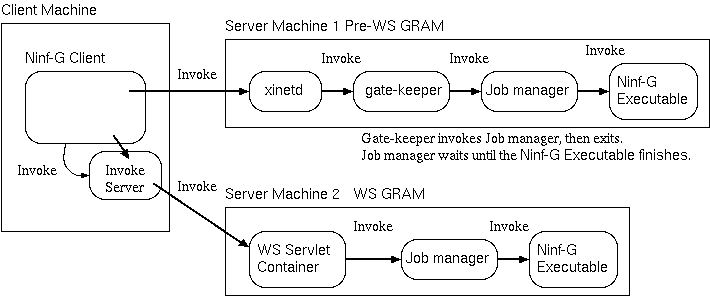 Client Machine
Ninf-G Client
Invoke
Invoke
Server
Invoke
Server Machine 1 Pre-WS GRAM
Invoke
Invoke
Invoke
xinetd
gate-keeper
Job manager
Ninf-G
Executable
Gate-keeper invokes Job manager, then exits.
Job manager waits until the Ninf-G Executable finishes.
Invoke
Server Machine 2 WS GRAM
Invoke
Invoke
WS Servlet
Container
Job manager
Ninf-G
Executable